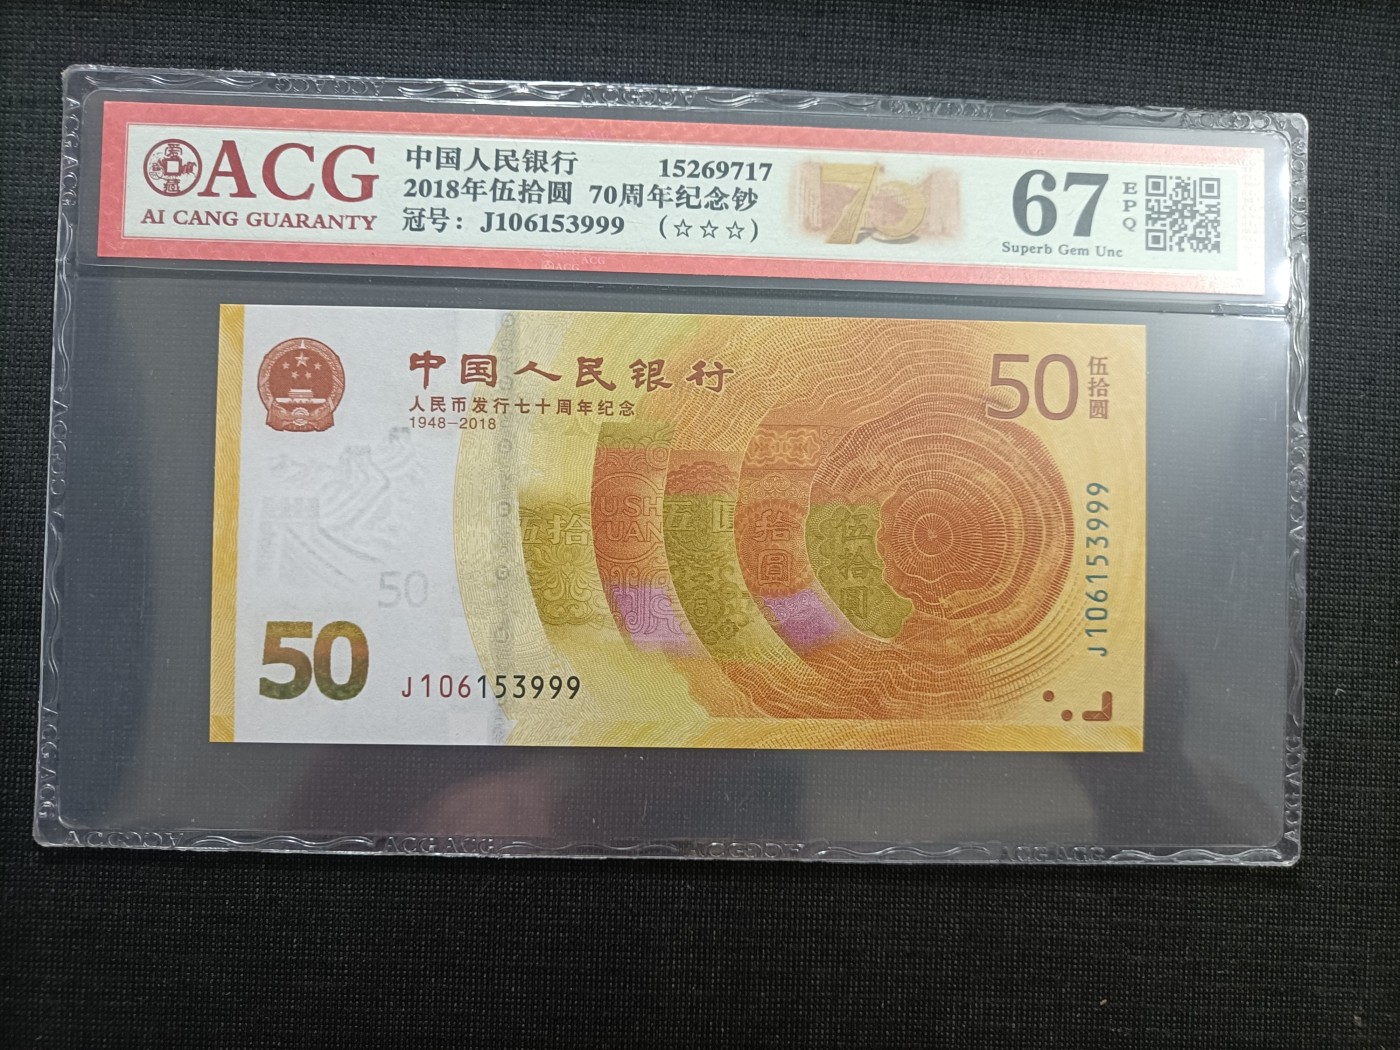 ACG
AI CANG GUARANTY
中国人民银行 15269717
2018年伍拾圆 70周年纪念钞
冠号: J106153999 (☆☆☆)
70
67
EPQ
Superb Gem Unc
中国人民银行
人民币发行七十周年纪念
1948-2018
50
伍拾圆
J106153999
伍拾
USH
UAN
伍
拾圆
伍拾圆
50
50
J106153999